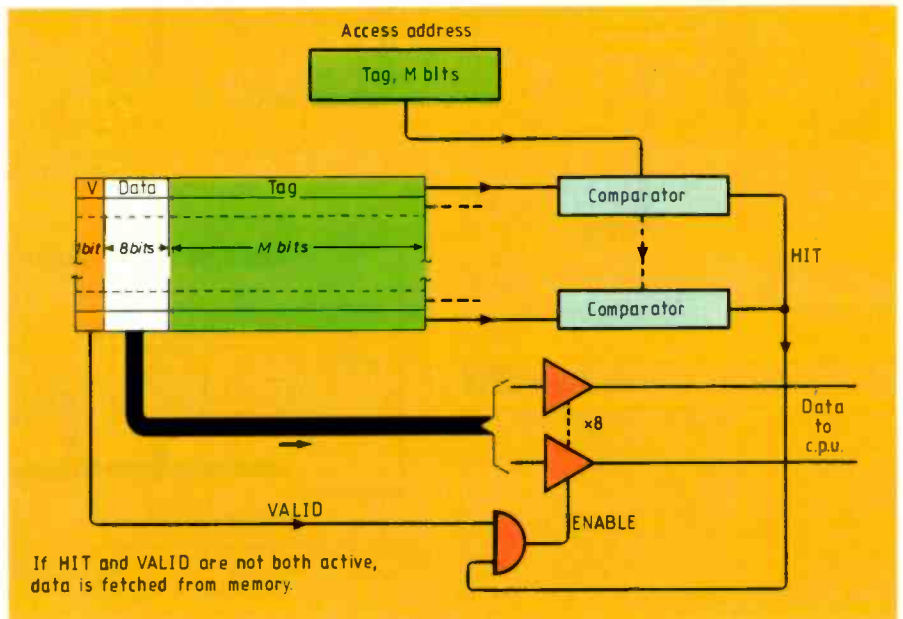 Access address
Tag, M bits
V Data Tag
1bit 8bits M bits
Comparator
HIT
Comparator
×8
Data
to
c.p.u.
VALID
ENABLE
If HIT and VALID are not both active,
data is fetched from memory.